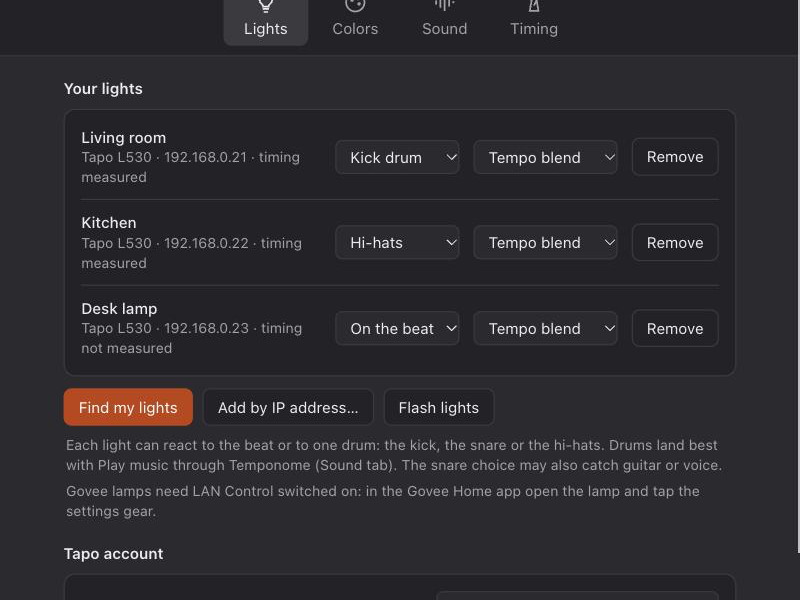 Lights
Colors
Sound
Timing
Your lights
Living room
Tapo L530 · 192.168.0.21 · timing
measured
Kick drum
Tempo blend
Remove
Kitchen
Tapo L530 · 192.168.0.22 · timing
measured
Hi-hats
Tempo blend
Remove
Desk lamp
Tapo L530 · 192.168.0.23 · timing
not measured
On the beat
Tempo blend
Remove
Find my lights
Add by IP address...
Flash lights
Each light can react to the beat or to one drum: the kick, the snare or the hi-hats. Drums land best
with Play music through Temponome (Sound tab). The snare choice may also catch guitar or voice.
Govee lamps need LAN Control switched on: in the Govee Home app open the lamp and tap the
settings gear.
Tapo account